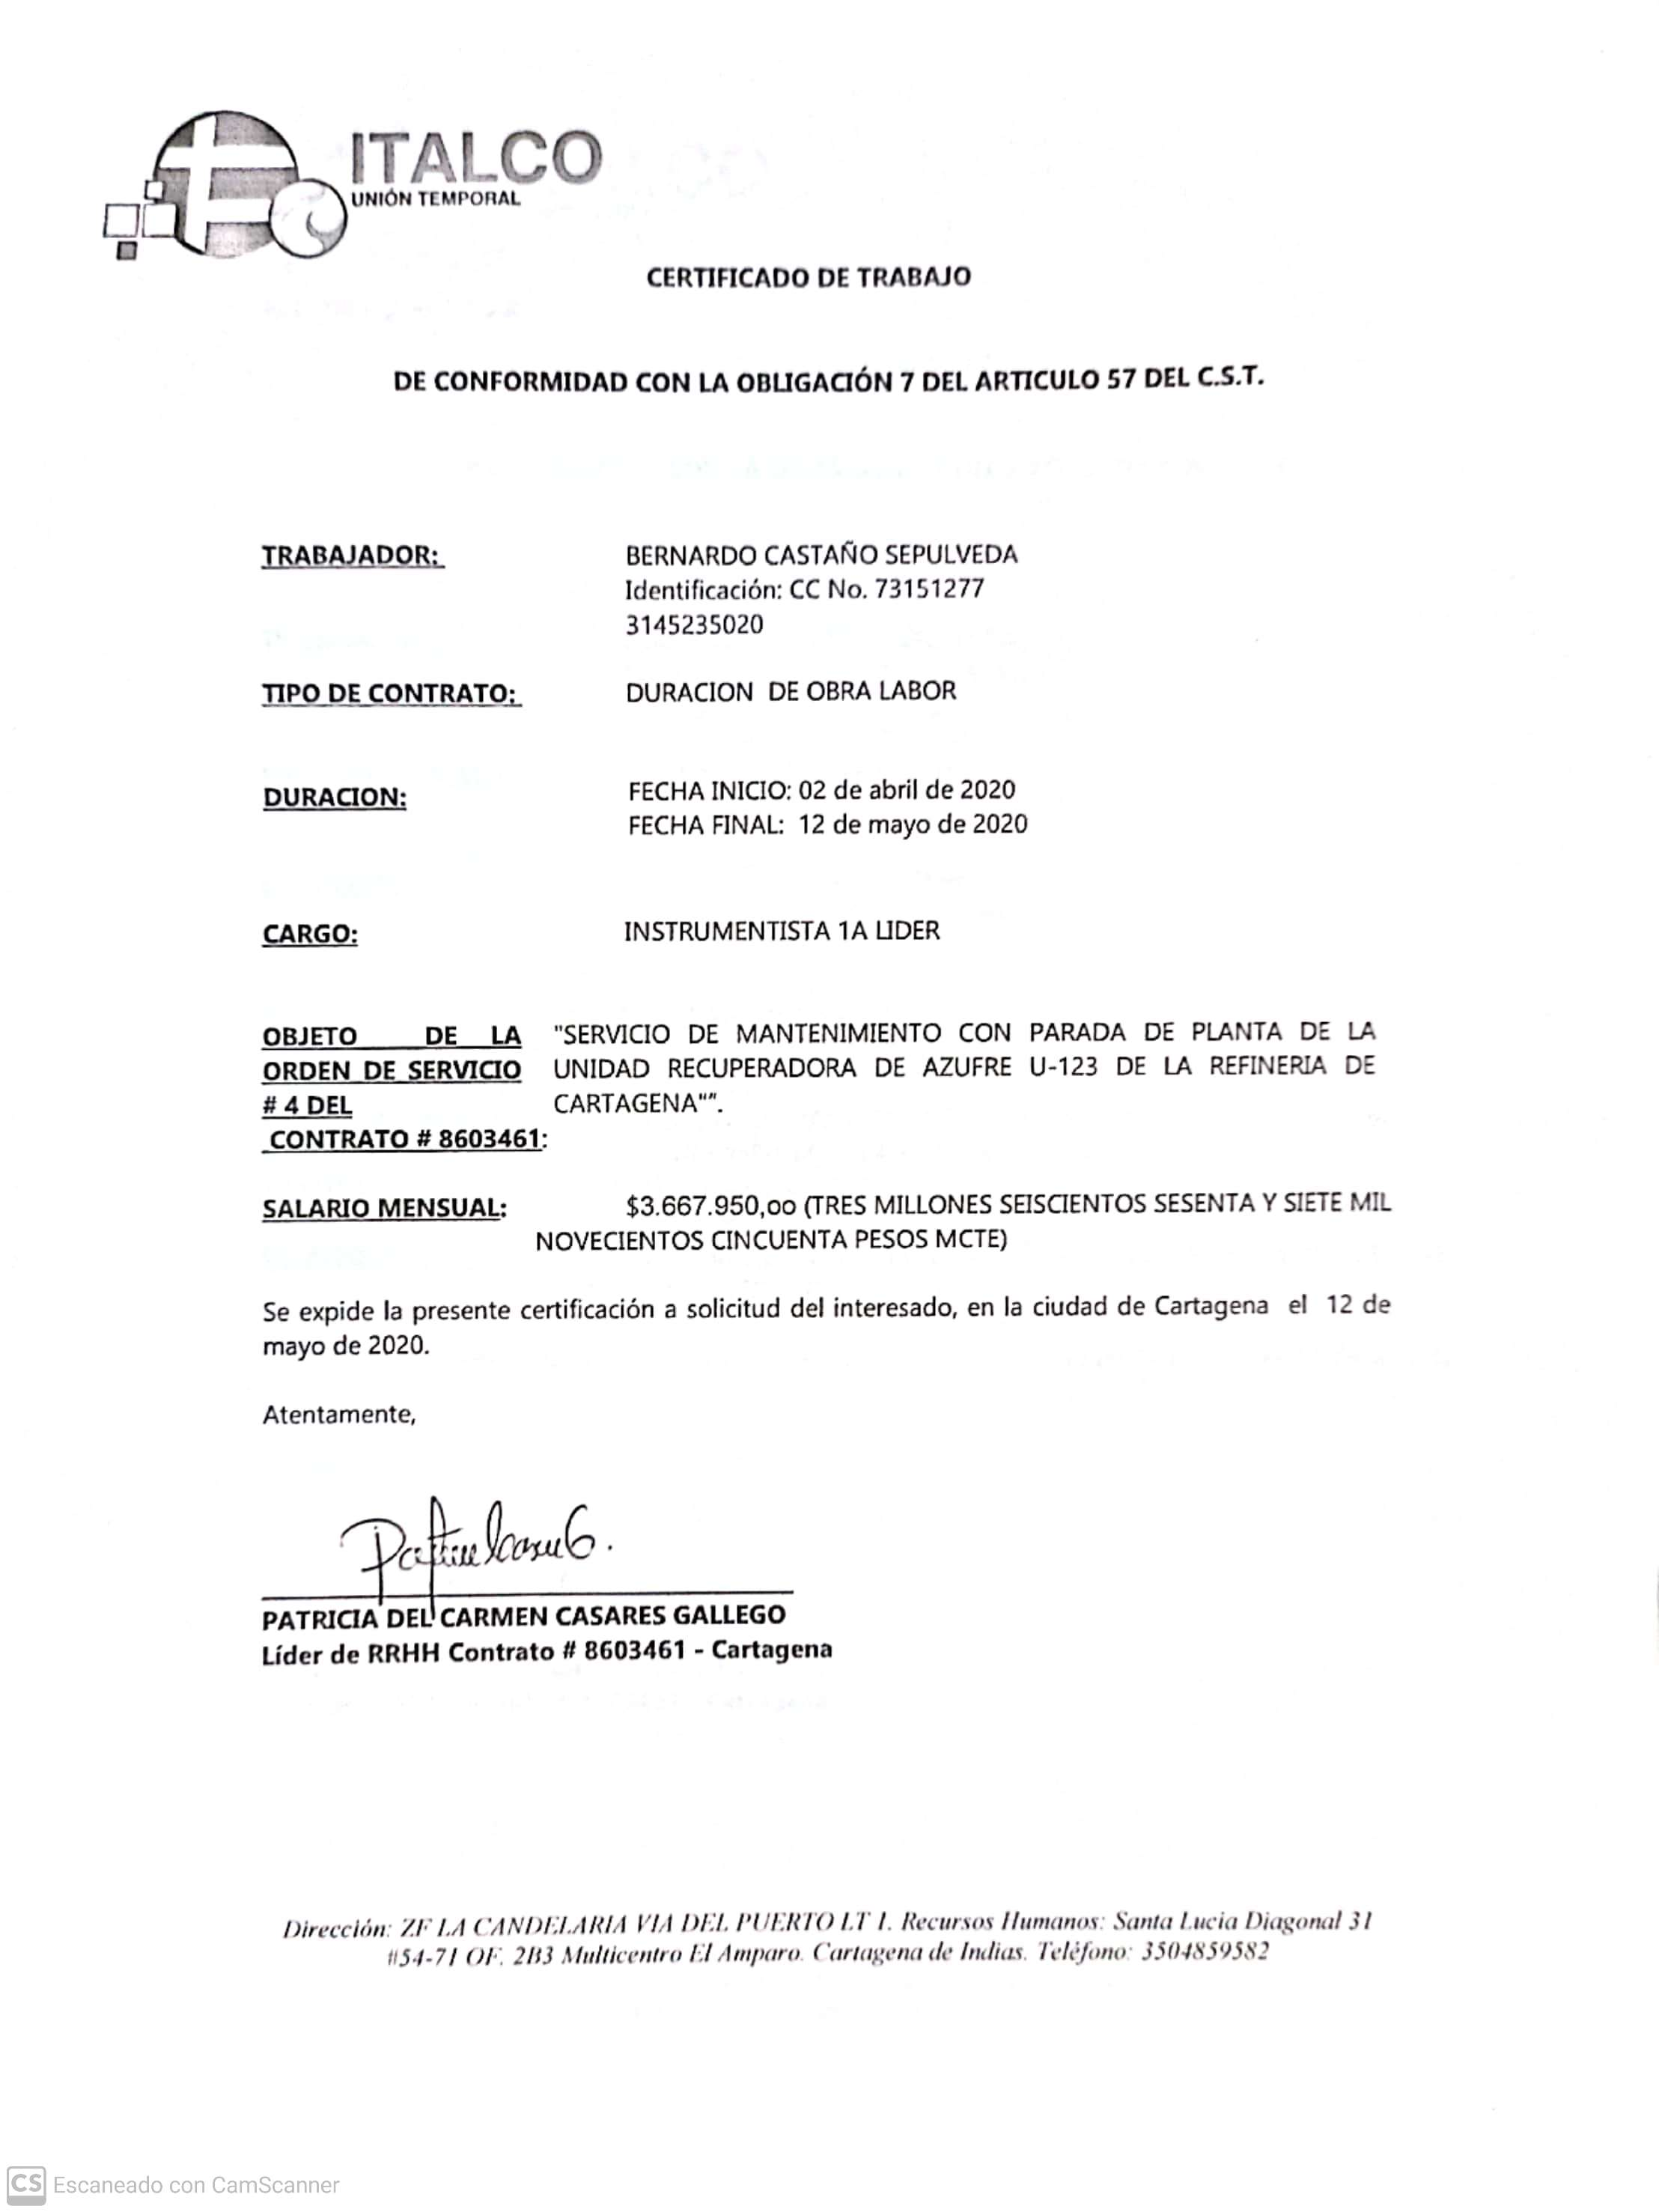 ITALCO
UNIÓN TEMPORAL
CERTIFICADO DE TRABAJO
DE CONFORMIDAD CON LA OBLIGACIÓN 7 DEL ARTICULO 57 DEL C.S.T.
TRABAJADOR: BERNARDO CASTAÑO SEPULVEDA
Identificación: CC No. 73151277
3145235020
TIPO DE CONTRATO: DURACION DE OBRA LABOR
DURACION: FECHA INICIO: 02 de abril de 2020
FECHA FINAL: 12 de mayo de 2020
CARGO: INSTRUMENTISTA 1A LIDER
OBJETO DE LA "SERVICIO DE MANTENIMIENTO CON PARADA DE PLANTA DE LA
ORDEN DE SERVICIO UNIDAD RECUPERADORA DE AZUFRE U-123 DE LA REFINERIA DE
# 4 DEL CARTAGENA"".
CONTRATO # 8603461:
SALARIO MENSUAL: $3.667.950,oo (TRES MILLONES SEISCIENTOS SESENTA Y SIETE MIL
NOVECIENTOS CINCUENTA PESOS MCTE)
Se expide la presente certificación a solicitud del interesado, en la ciudad de Cartagena el 12 de
mayo de 2020.
Atentamente,
PATRICIA DEL CARMEN CASARES GALLEGO
Líder de RRHH Contrato # 8603461 - Cartagena
Dirección: ZF LA CANDELARIA VIA DEL PUERTO LT 1. Recursos Humanos: Santa Lucia Diagonal 31
#54-71 OF. 2B3 Multicentro El Amparo. Cartagena de Indias. Teléfono: 3504859582
CS Escaneado con CamScanner